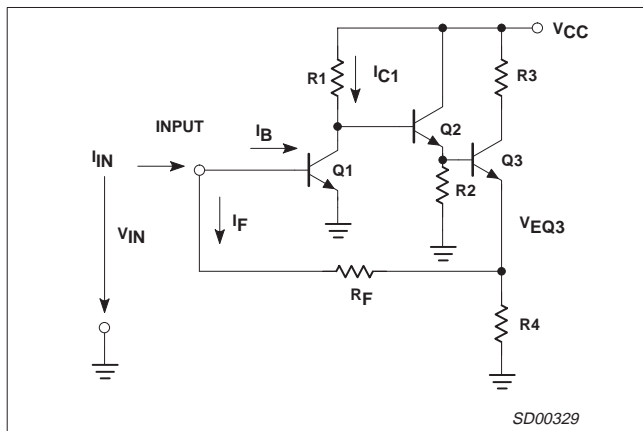 VCC
R1
IC1
R3
INPUT
Q2
IB
IIN
Q1
R2
Q3
IF
VIN
VEQ3
RF
R4
SD00329